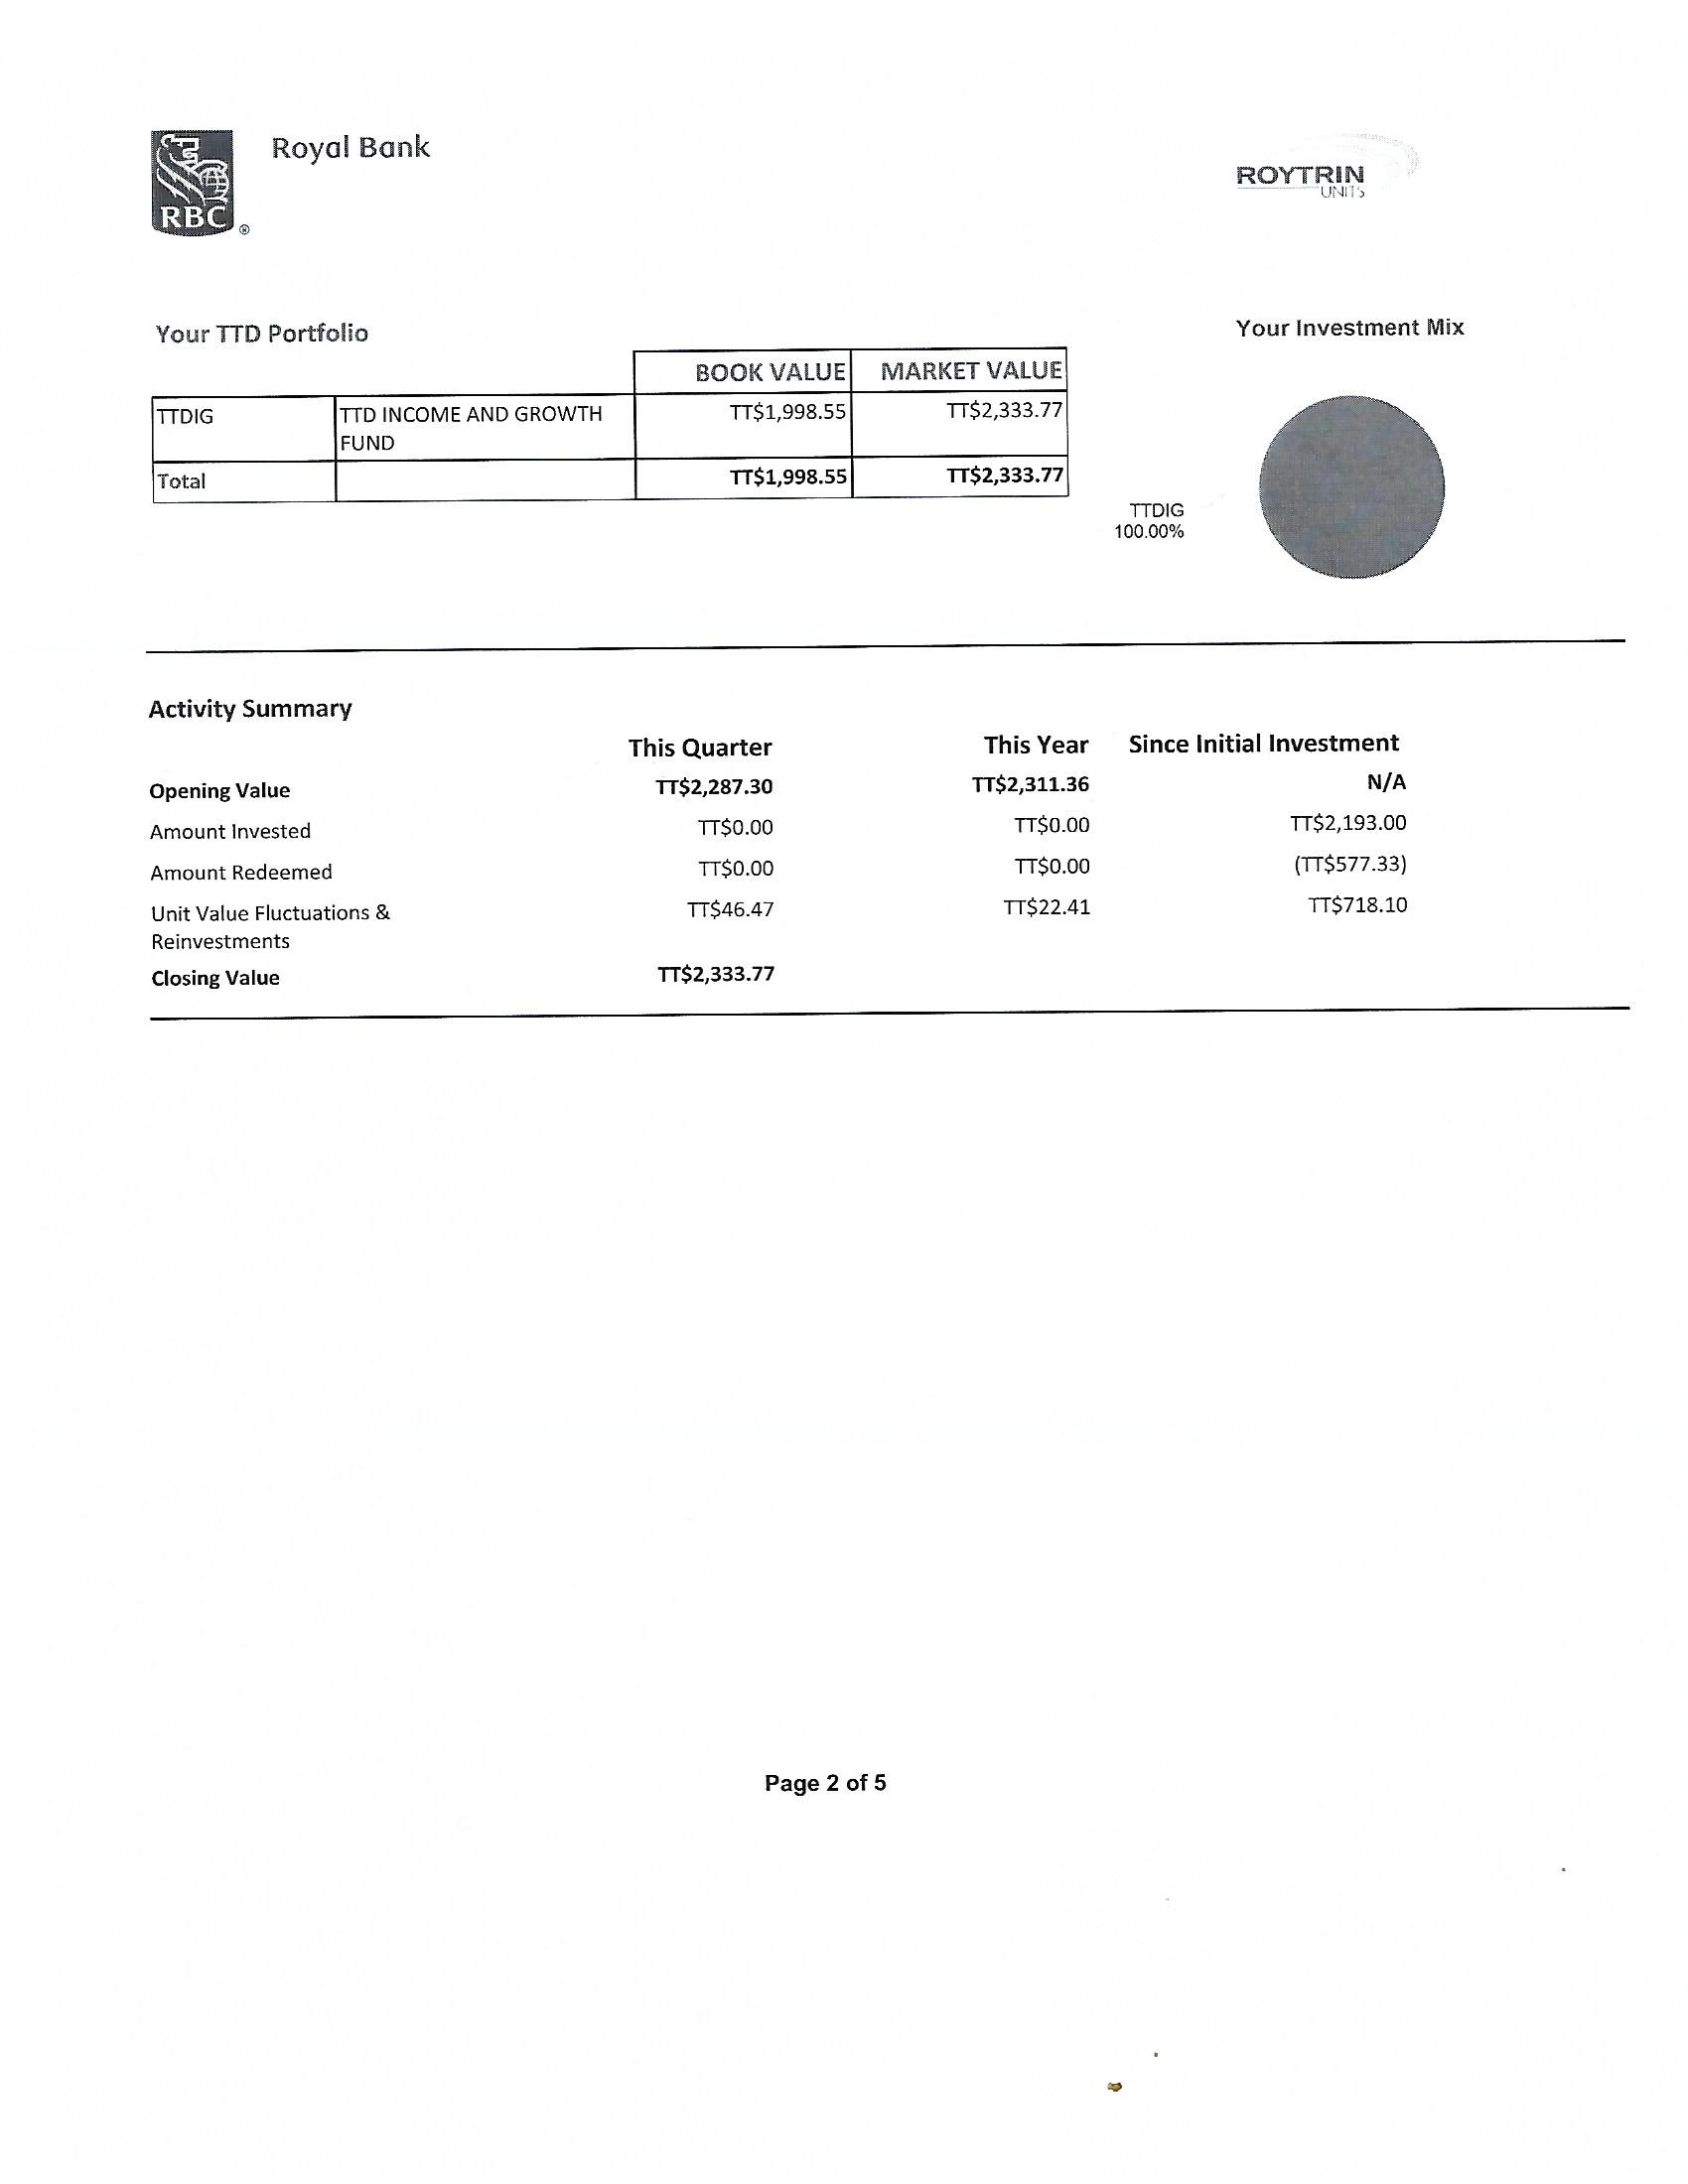 Royal Bank
RBC ®
ROYTRIN
UNITS
Your TTD Portfolio
Your Investment Mix
BOOK VALUE MARKET VALUE
TTDIG TTD INCOME AND GROWTH TT$1,998.55 TT$2,333.77
FUND
Total TT$1,998.55 TT$2,333.77
TTDIG
100.00%
Activity Summary
This Quarter This Year Since Initial Investment
Opening Value TT$2,287.30 TT$2,311.36 N/A
Amount Invested TT$0.00 TT$0.00 TT$2,193.00
Amount Redeemed TT$0.00 TT$0.00 (TT$577.33)
Unit Value Fluctuations & TT$46.47 TT$22.41 TT$718.10
Reinvestments
Closing Value TT$2,333.77
Page 2 of 5